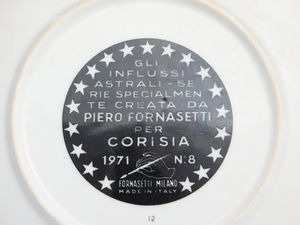 GLI
INFLUSSI
ASTRALI-SE
RIE SPECIALMEN
TE CREATA DA
PIERO FORNASETTI
PER
CORISIA
1971 N.8
FORNASETTI MILANO
MADE IN ITALY
12